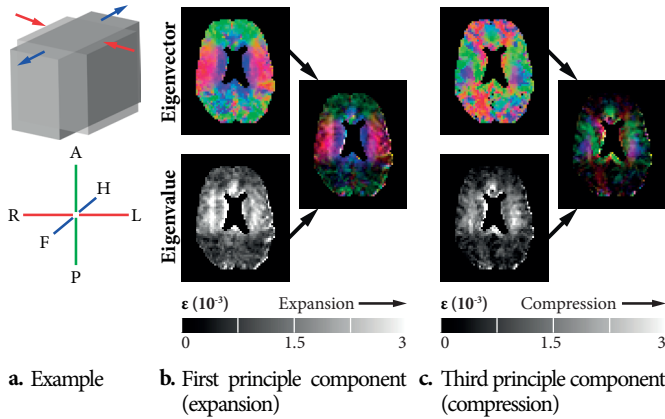 A
H
R
L
F
P
a. Example
Eigenvector
Eigenvalue
ε (10-3)
Expansion
0
1.5
3
b. First principle component
(expansion)
ε (10-3)
Compression
0
1.5
3
c. Third principle component
(compression)